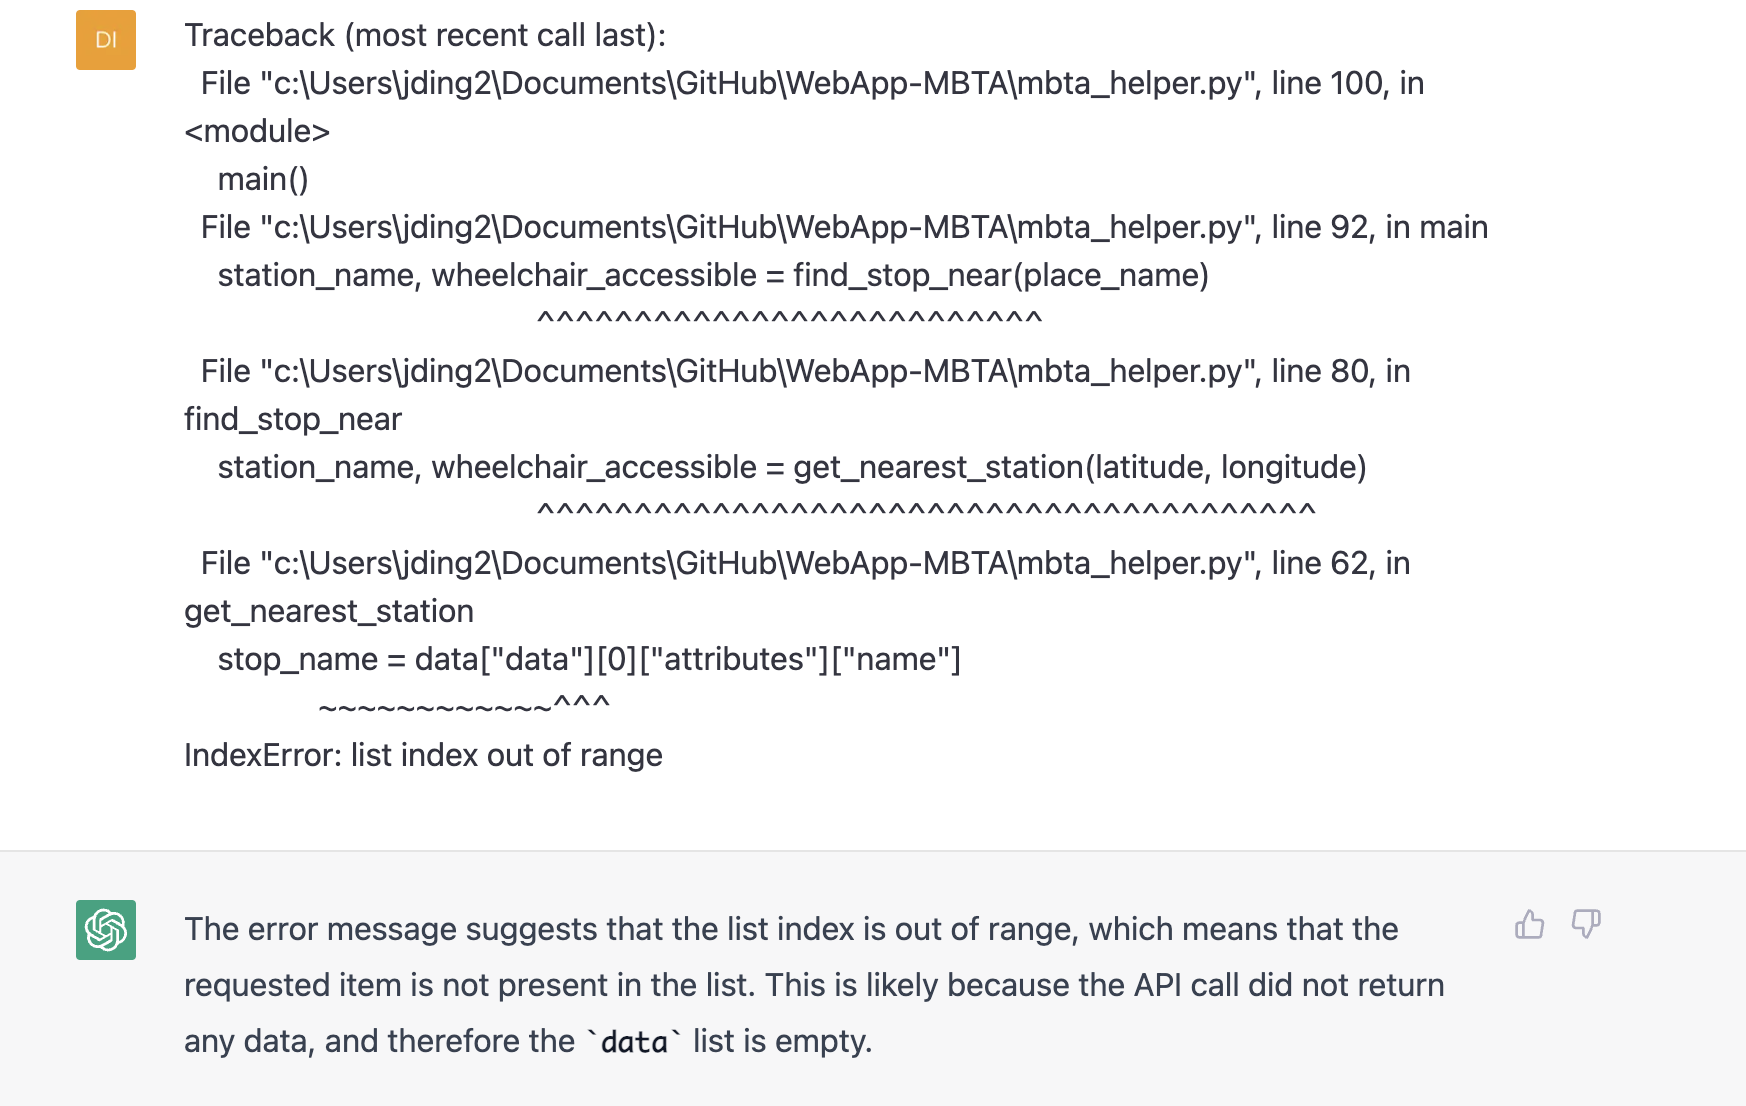 DI
Traceback (most recent call last):
  File "c:\Users\jding2\Documents\GitHub\WebApp-MBTA\mbta_helper.py", line 100, in
<module>
    main()
  File "c:\Users\jding2\Documents\GitHub\WebApp-MBTA\mbta_helper.py", line 92, in main
    station_name, wheelchair_accessible = find_stop_near(place_name)
                                          ^^^^^^^^^^^^^^^^^^^^^^^^^^
  File "c:\Users\jding2\Documents\GitHub\WebApp-MBTA\mbta_helper.py", line 80, in
find_stop_near
    station_name, wheelchair_accessible = get_nearest_station(latitude, longitude)
                                          ^^^^^^^^^^^^^^^^^^^^^^^^^^^^^^^^^^^^^^^^
  File "c:\Users\jding2\Documents\GitHub\WebApp-MBTA\mbta_helper.py", line 62, in
get_nearest_station
    stop_name = data["data"][0]["attributes"]["name"]
                ~~~~~~~~~~~~^^^
IndexError: list index out of range
The error message suggests that the list index is out of range, which means that the
requested item is not present in the list. This is likely because the API call did not return
any data, and therefore the `data` list is empty.